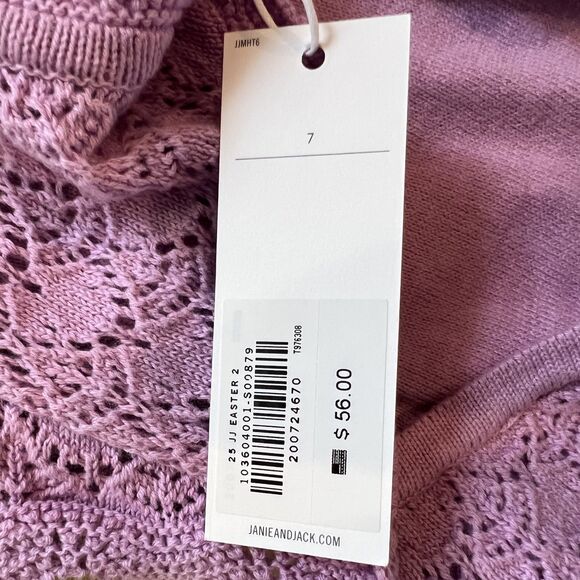 JJMHT6
7
25 JJ EASTER 2
103604001-S00879
200724670
T976308
$ 56.00
JANIEANDJACK.COM